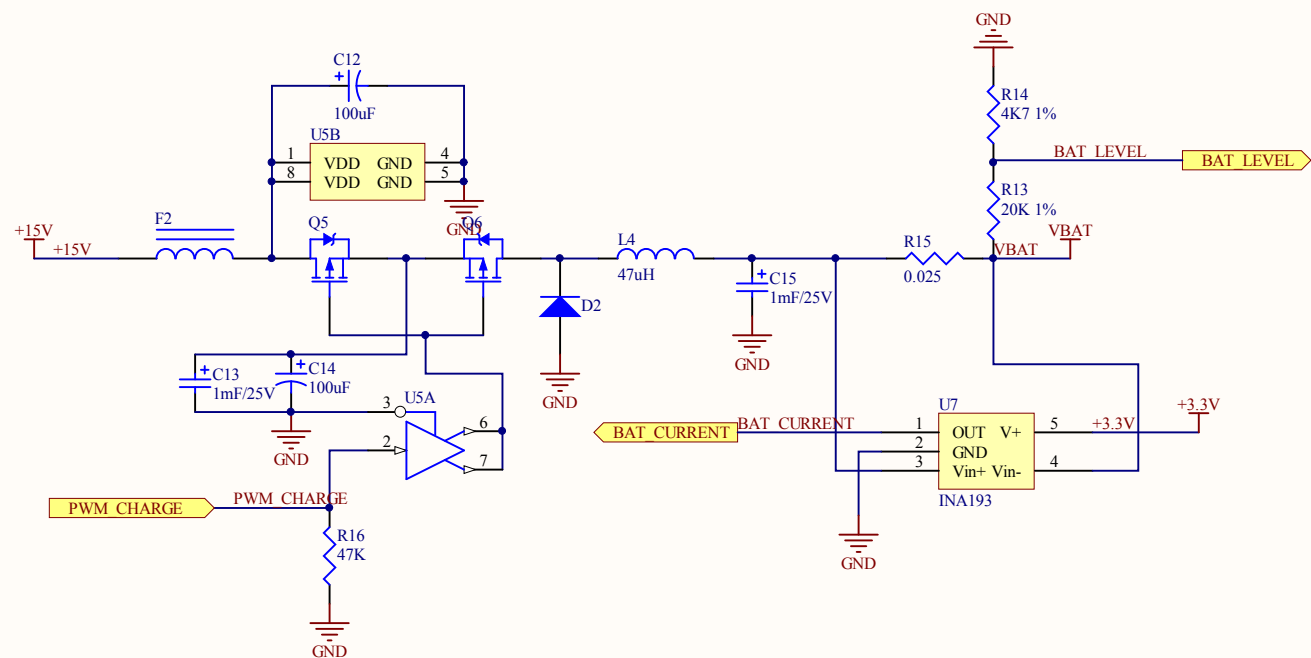 GND
C12
+
100uF
R14
4K7 1%
U5B
1 VDD GND 4
8 VDD GND 5
BAT_LEVEL
BAT_LEVEL
R13
20K 1%
GND
+15V
+15V
F2
Q5
Q6
L4
47uH
R15
0.025
VBAT
VBAT
+
C15
1mF/25V
D2
GND
GND
+
C13
1mF/25V
+
C14
100uF
GND
U5A
3
2
6
7
BAT_CURRENT
BAT_CURRENT
U7
1 OUT V+ 5
2 GND
3 Vin+ Vin- 4
INA193
+3.3V
+3.3V
GND
PWM_CHARGE
PWM_CHARGE
R16
47K
GND